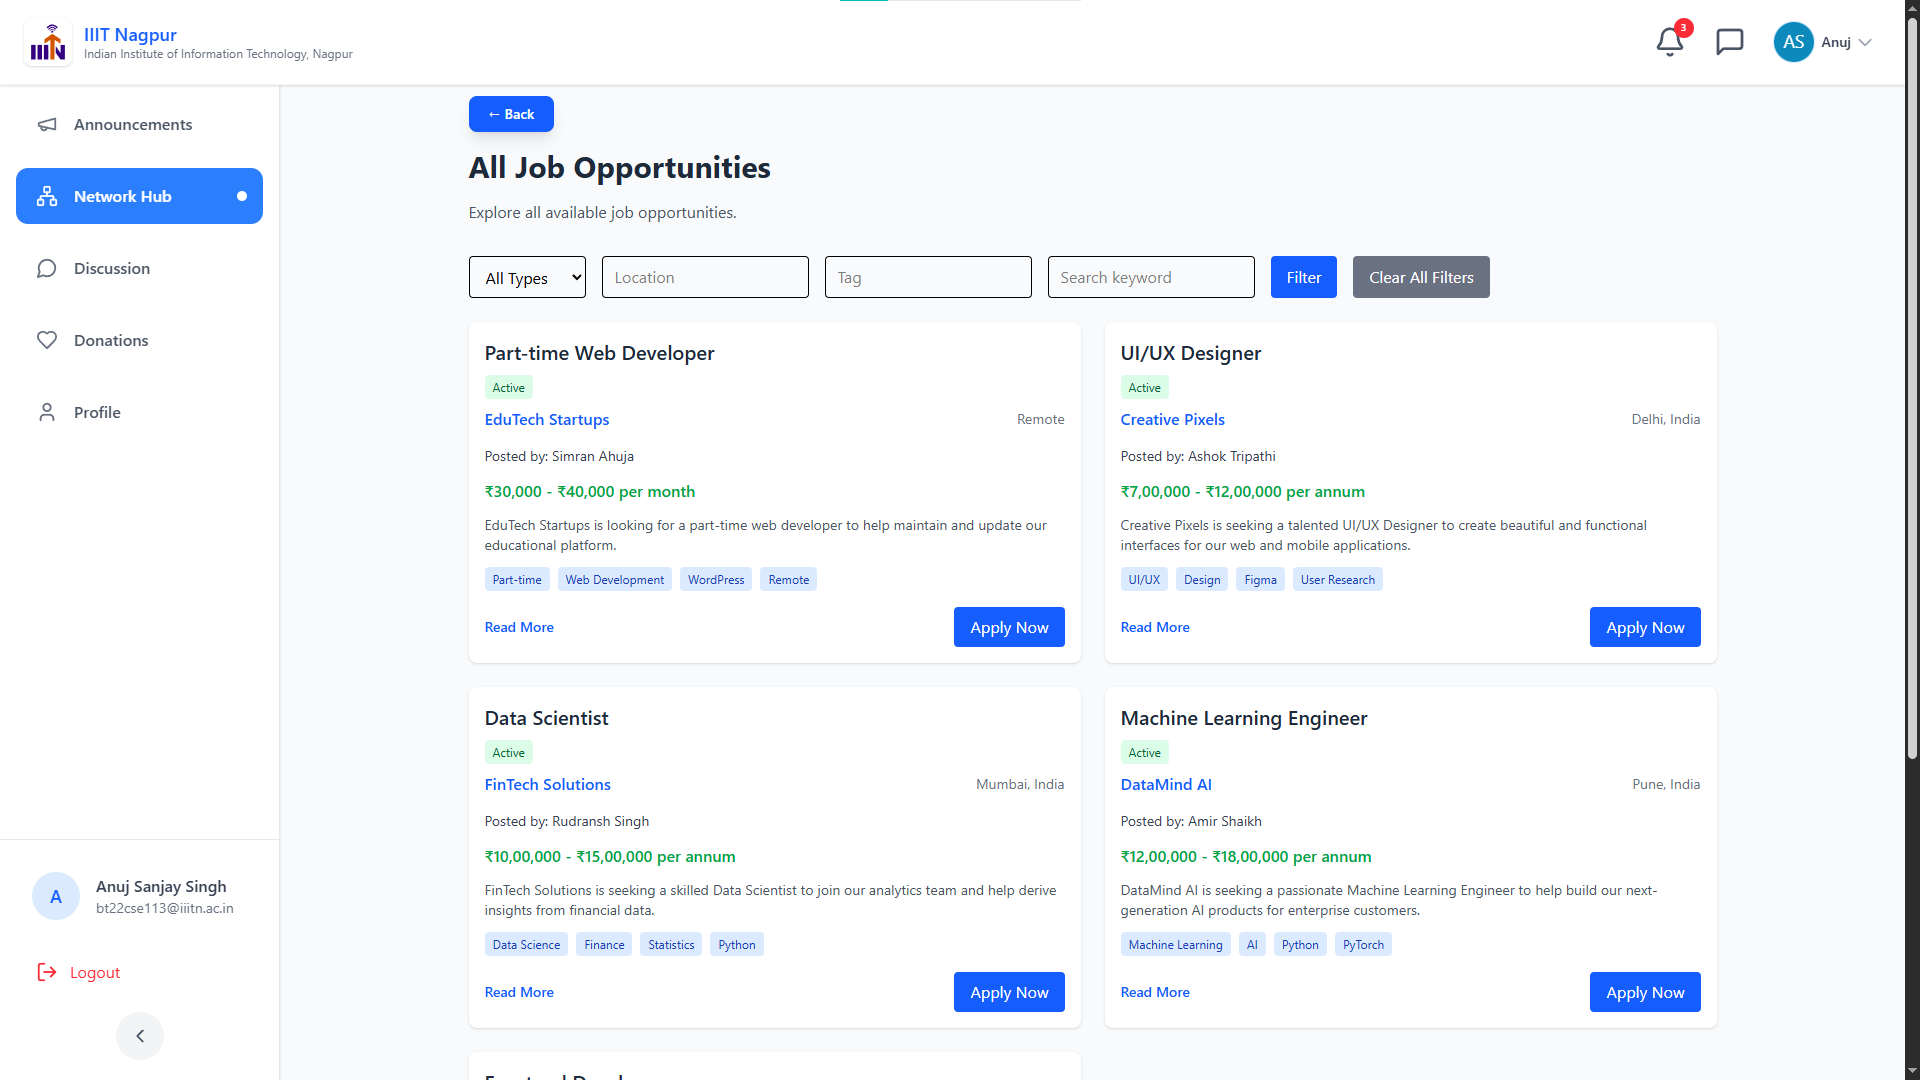 IIIT Nagpur
Indian Institute of Information Technology, Nagpur
3
AS Anuj
Announcements
Network Hub
Discussion
Donations
Profile
A
Anuj Sanjay Singh
bt22cse113@iiitn.ac.in
Logout
← Back
All Job Opportunities
Explore all available job opportunities.
All Types Location Tag Search keyword Filter Clear All Filters
Part-time Web Developer
Active
EduTech Startups Remote
Posted by: Simran Ahuja
₹30,000 - ₹40,000 per month
EduTech Startups is looking for a part-time web developer to help maintain and update our
educational platform.
Part-time Web Development WordPress Remote
Read More Apply Now
UI/UX Designer
Active
Creative Pixels Delhi, India
Posted by: Ashok Tripathi
₹7,00,000 - ₹12,00,000 per annum
Creative Pixels is seeking a talented UI/UX Designer to create beautiful and functional
interfaces for our web and mobile applications.
UI/UX Design Figma User Research
Read More Apply Now
Data Scientist
Active
FinTech Solutions Mumbai, India
Posted by: Rudransh Singh
₹10,00,000 - ₹15,00,000 per annum
FinTech Solutions is seeking a skilled Data Scientist to join our analytics team and help derive
insights from financial data.
Data Science Finance Statistics Python
Read More Apply Now
Machine Learning Engineer
Active
DataMind AI Pune, India
Posted by: Amir Shaikh
₹12,00,000 - ₹18,00,000 per annum
DataMind AI is seeking a passionate Machine Learning Engineer to help build our next-
generation AI products for enterprise customers.
Machine Learning AI Python PyTorch
Read More Apply Now